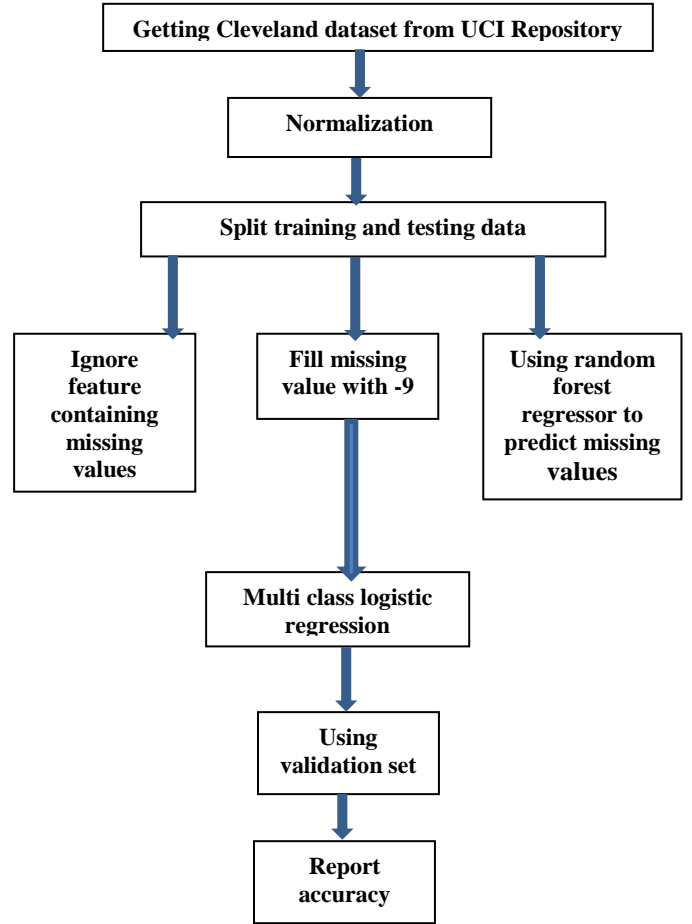 Getting Cleveland dataset from UCI Repository
Normalization
Split training and testing data
Ignore
feature
containing
missing
values
Fill missing
value with -9
Using random
forest
regressor to
predict missing
values
Multi class logistic
regression
Using
validation set
Report
accuracy